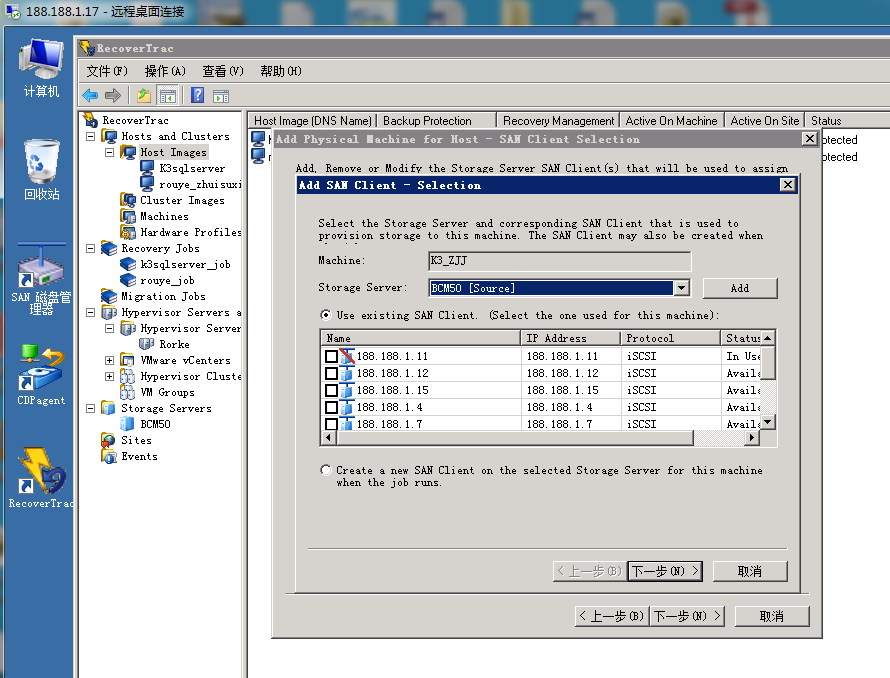 188.188.1.17 - 远程桌面连接
RecoverTrac
文件(F) 操作(A) 查看(V) 帮助(H)
计算机
回收站
SAN 磁盘管
理器
CDPagent
RecoverTrac
RecoverTrac
Hosts and Clusters
Host Images
K3sqlserver
rouye_zhuisuxi
Cluster Images
Machines
Hardware Profiles
Recovery Jobs
k3sqlserver_job
rouye_job
Migration Jobs
Hypervisor Servers a
Hypervisor Server
Rorke
VMware vCenters
Hypervisor Cluste
VM Groups
Storage Servers
BCM50
Sites
Events
Host Image (DNS Name) Backup Protection Recovery Management Active On Machine Active On Site Status
otected
otected
Add Physical Machine for Host - SAN Client Selection
Add, Remove or Modify the Storage Server SAN Client(s) that will be used to assign
Add SAN Client - Selection
Select the Storage Server and corresponding SAN Client that is used to
provision storage to this machine. The SAN Client may also be created when
Machine: K3_ZJJ
Storage Server: BCM50 [Source] Add
Use existing SAN Client. (Select the one used for this machine):
Name IP Address Protocol Status
188.188.1.11 188.188.1.11 iSCSI In Use
188.188.1.12 188.188.1.12 iSCSI Availa
188.188.1.15 188.188.1.15 iSCSI Availa
188.188.1.4 188.188.1.4 iSCSI Availa
188.188.1.7 188.188.1.7 iSCSI Availa
Create a new SAN Client on the selected Storage Server for this machine
when the job runs.
< 上一步(B) 下一步(N) > 取消
< 上一步(B) 下一步(N) > 取消